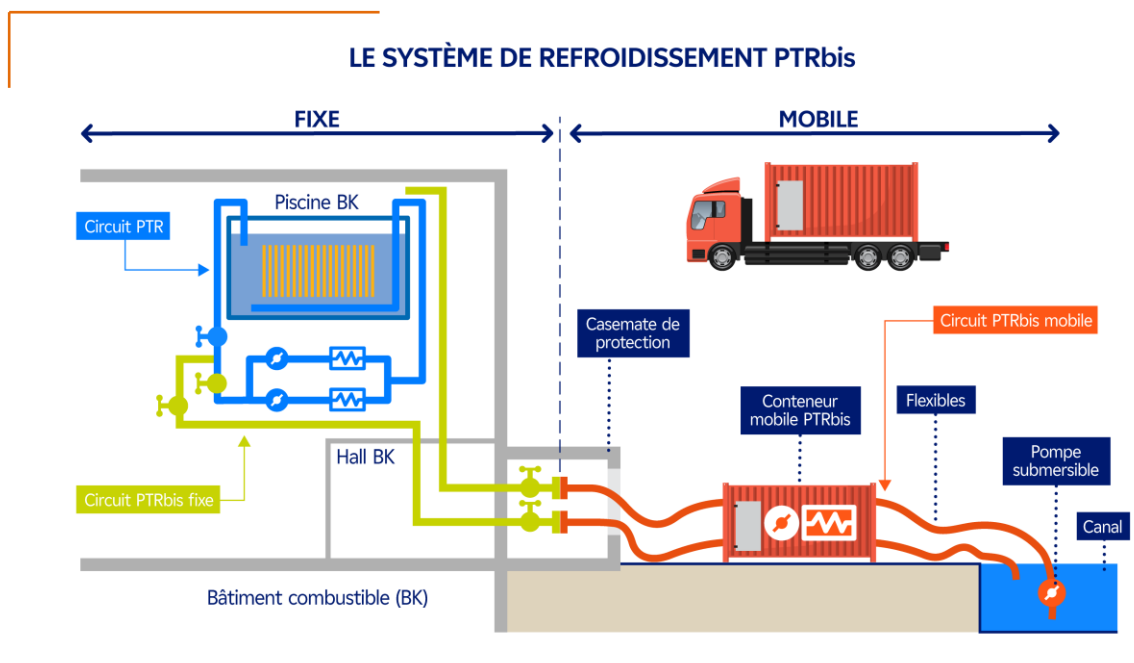 LE SYSTÈME DE REFROIDISSEMENT PTRbis
FIXE
MOBILE
Piscine BK
Circuit PTR
Casemate de
protection
Circuit PTRbis mobile
Conteneur
mobile PTRbis
Flexibles
Pompe
submersible
Hall BK
Circuit PTRbis fixe
Canal
Bâtiment combustible (BK)